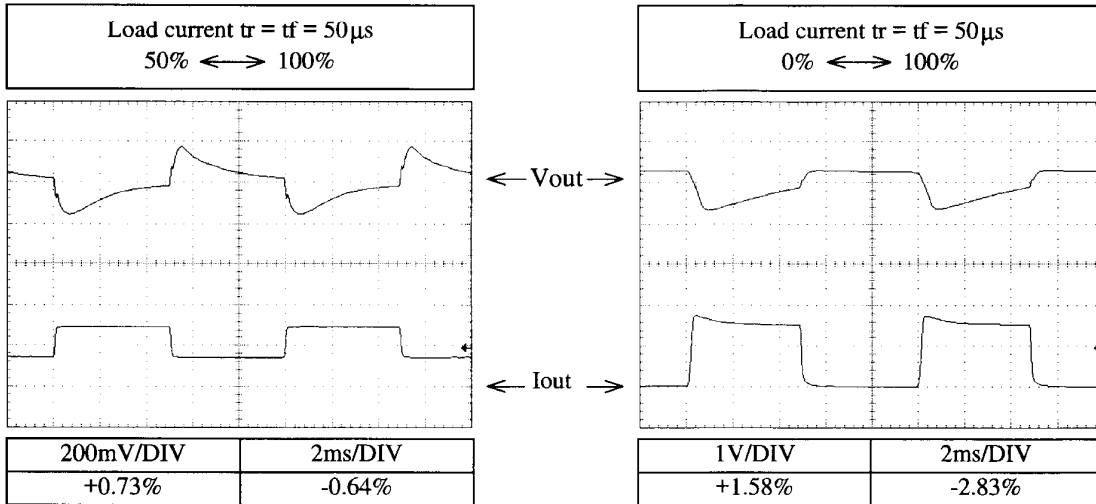 Load current tr = tf = 50µs
50% ↔ 100%
Load current tr = tf = 50µs
0% ↔ 100%
Vout
Iout
200mV/DIV 2ms/DIV
+0.73% -0.64%
1V/DIV 2ms/DIV
+1.58% -2.83%